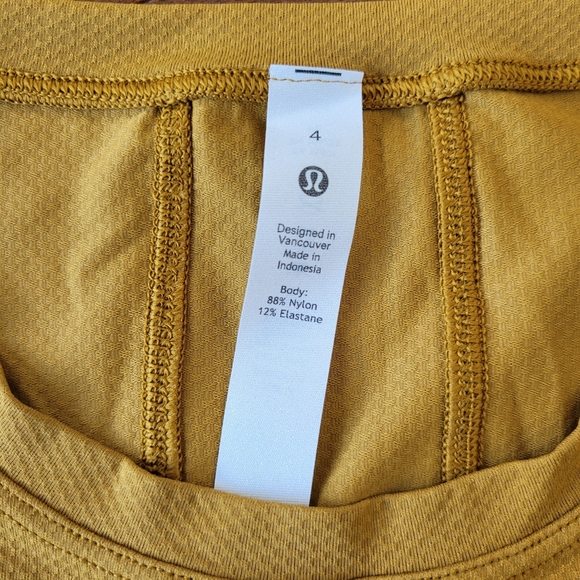 4
Designed in
Vancouver
Made in
Indonesia
Body:
88% Nylon
12% Elastane